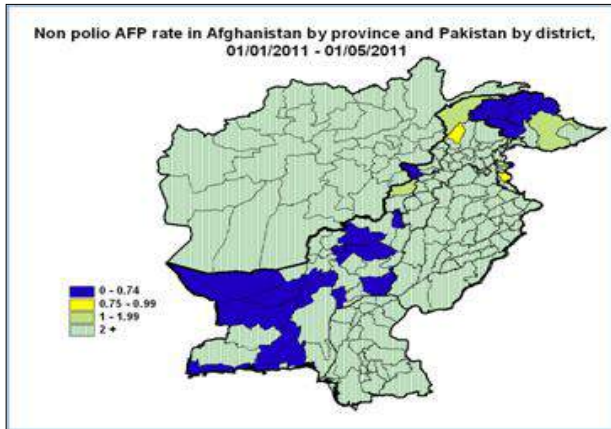 Non polio AFP rate in Afghanistan by province and Pakistan by district,
01/01/2011 - 01/05/2011
0 - 0.74
0.75 - 0.99
1 - 1.99
2 +